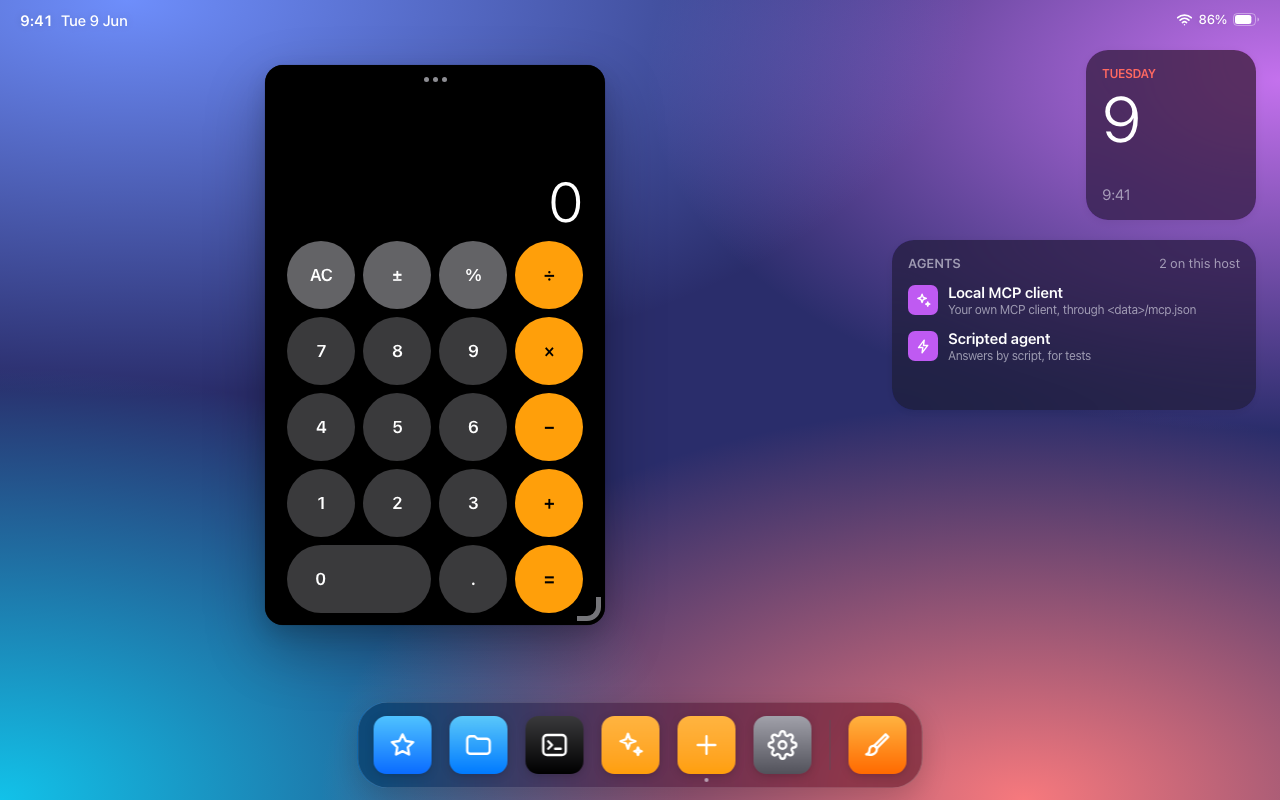 9:41 Tue 9 Jun
86%
TUESDAY
9
9:41
0
AC ± % ÷
7 8 9 ×
4 5 6 −
1 2 3 +
0 . =
AGENTS 2 on this host
Local MCP client
Your own MCP client, through <data>/mcp.json
Scripted agent
Answers by script, for tests